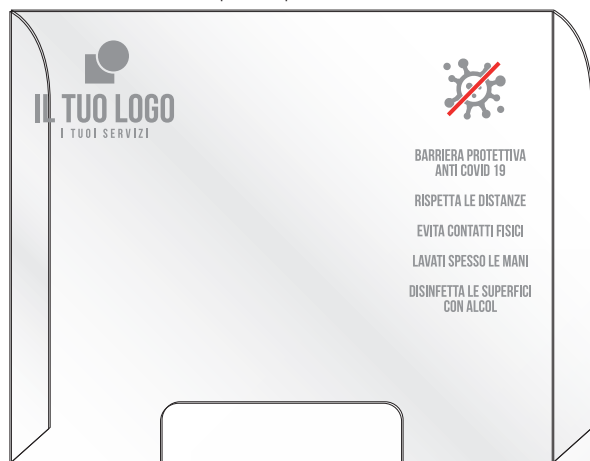 IL TUO LOGO
I TUOI SERVIZI
BARRIERA PROTETTIVA
ANTI COVID 19
RISPETTA LE DISTANZE
EVITA CONTATTI FISICI
LAVATI SPESSO LE MANI
DISINFETTA LE SUPERFICI
CON ALCOL